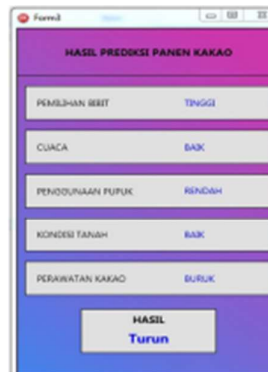 Form3
HASIL PREDIKSI PANEN KAKAO
PEMILIHAN BIBIT TINGGI
CUACA BAIK
PENGGUNAAN PUPUK RENDAH
KONDISI TANAH BAIK
PERAWATAN KAKAO BURUK
HASIL
Turun